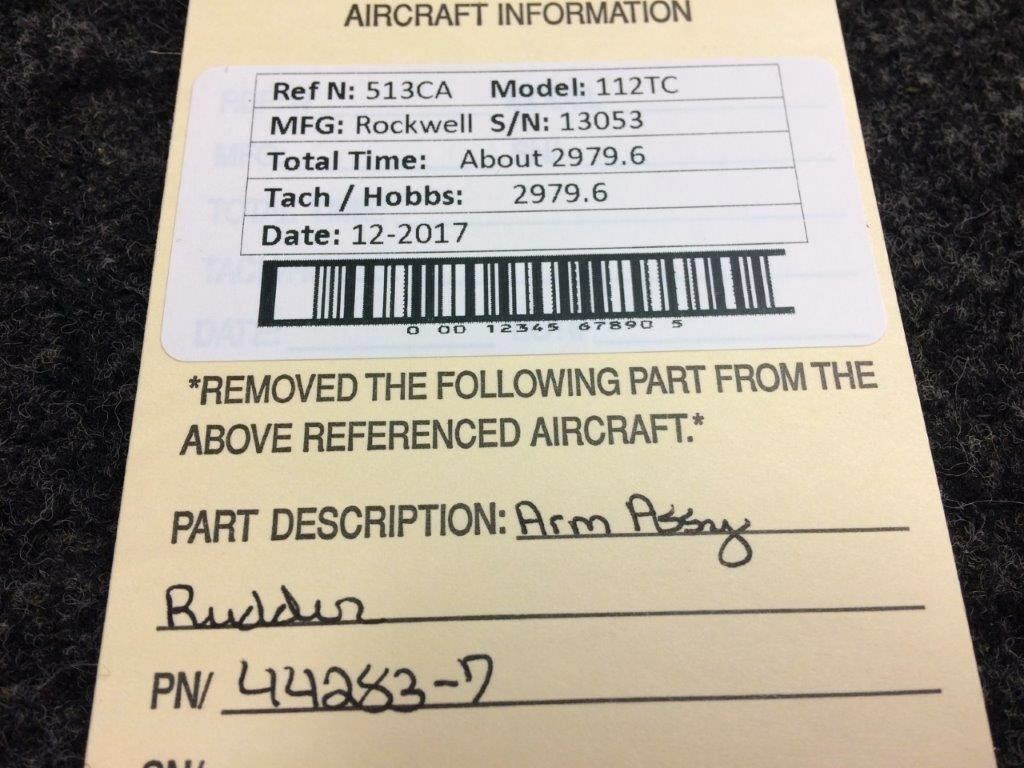 AIRCRAFT INFORMATION
Ref N: 513CA Model: 112TC
MFG: Rockwell S/N: 13053
Total Time: About 2979.6
Tach / Hobbs: 2979.6
Date: 12-2017
0 00 12345 67890 5
*REMOVED THE FOLLOWING PART FROM THE
ABOVE REFERENCED AIRCRAFT.*
PART DESCRIPTION: Arm Assy
Rudder
PN/ 44283-7